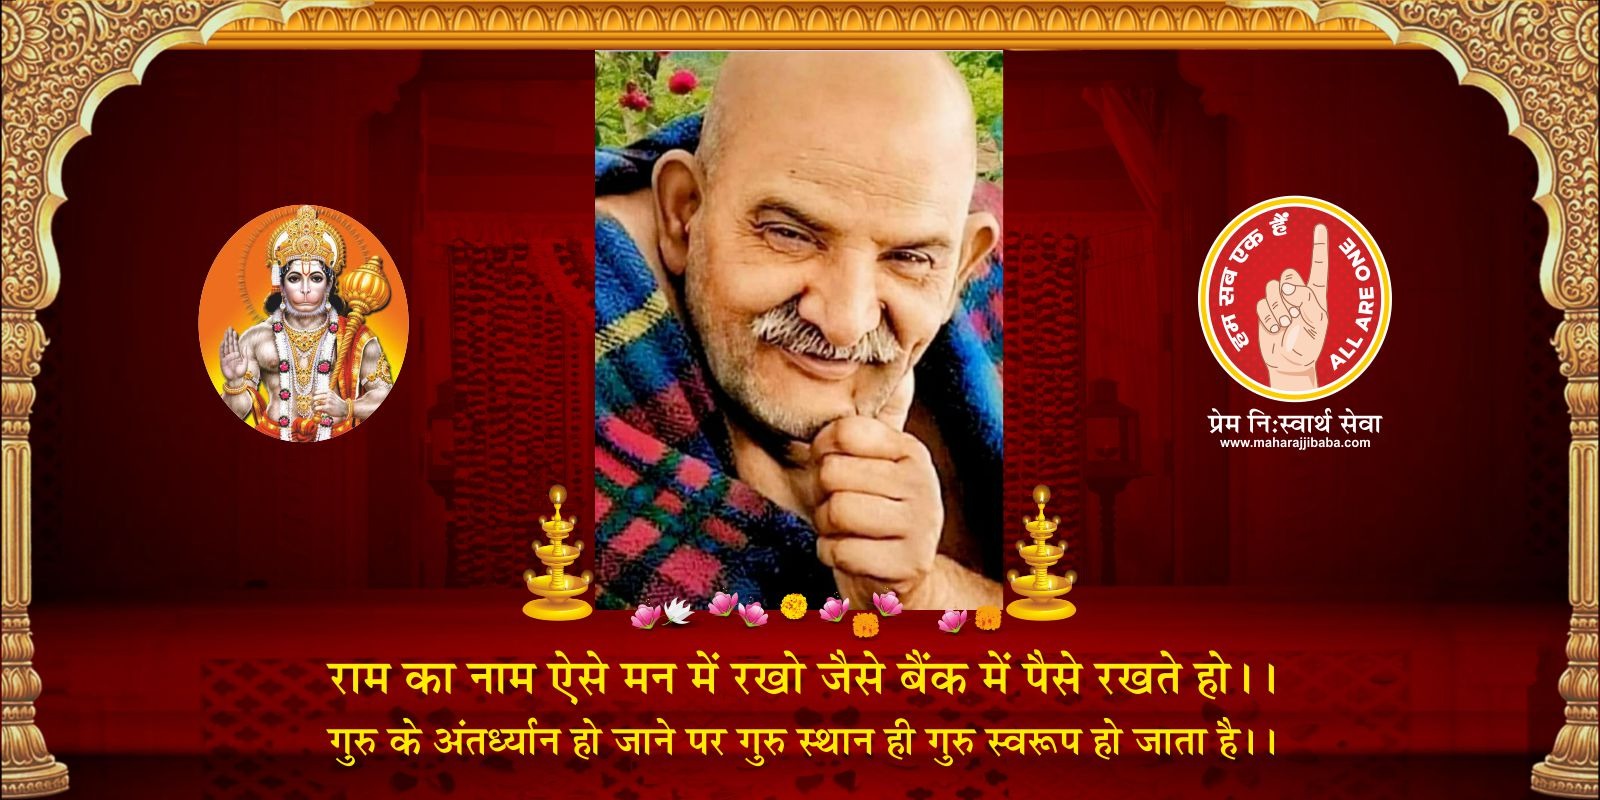 हम सब एक हैं
ALL ARE ONE
प्रेम निःस्वार्थ सेवा
www.maharajjibaba.com
राम का नाम ऐसे मन में रखो जैसे बैंक में पैसे रखते हो।।
गुरु के अंतर्ध्यान हो जाने पर गुरु स्थान ही गुरु स्वरूप हो जाता है।।